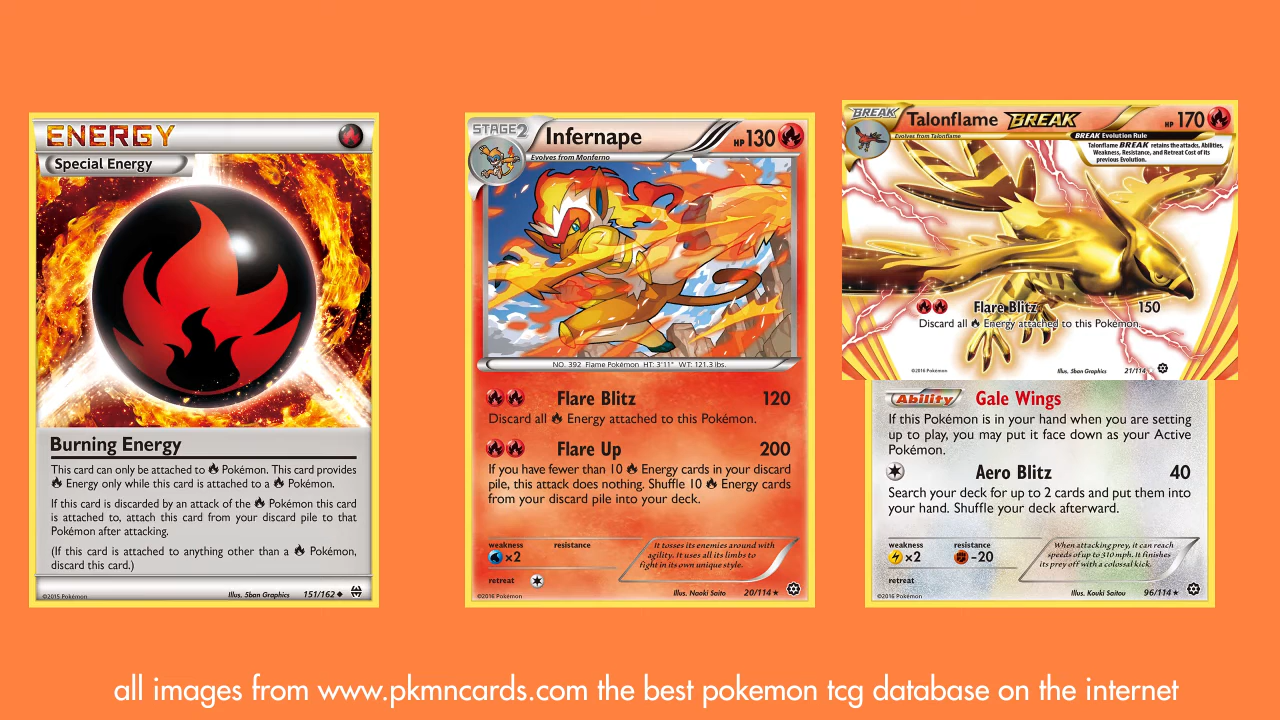 ENERGY
Special Energy
Burning Energy
This card can only be attached to Pokémon. This card provides
Energy only while this card is attached to a Pokémon.
If this card is discarded by an attack of the Pokémon this card
is attached to, attach this card from your discard pile to that
Pokémon after attacking.
(If this card is attached to anything other than a Pokémon,
discard this card.)
©2015 Pokémon Illus. 5ban Graphics 151/162
STAGE2 Infernape HP 130
Evolves from Monferno
NO. 392 Flame Pokémon HT: 3'11" WT: 121.3 lbs.
Flare Blitz 120
Discard all Energy attached to this Pokémon.
Flare Up 200
If you have fewer than 10 Energy cards in your discard
pile, this attack does nothing. Shuffle 10 Energy cards
from your discard pile into your deck.
weakness resistance
×2
It tosses its enemies around with
agility. It uses all its limbs to
fight in its own unique style.
retreat
©2016 Pokémon Illus. Naoki Saito 20/114
BREAK Talonflame BREAK HP 170
Evolves from Talonflame
BREAK Evolution Rule
Talonflame BREAK retains the attacks, Abilities,
Weakness, Resistance, and Retreat Cost of its
previous Evolution.
Flare Blitz 150
Discard all Energy attached to this Pokémon.
©2016 Pokémon Illus. 5ban Graphics 21/114
Ability Gale Wings
If this Pokémon is in your hand when you are setting
up to play, you may put it face down as your Active
Pokémon.
Aero Blitz 40
Search your deck for up to 2 cards and put them into
your hand. Shuffle your deck afterward.
weakness resistance
×2 -20
When attacking prey, it can reach
speeds of up to 310 mph. It finishes
its prey off with a colossal kick.
retreat
©2016 Pokémon Illus. Kouki Saitou 96/114
all images from www.pkmncards.com the best pokemon tcg database on the internet